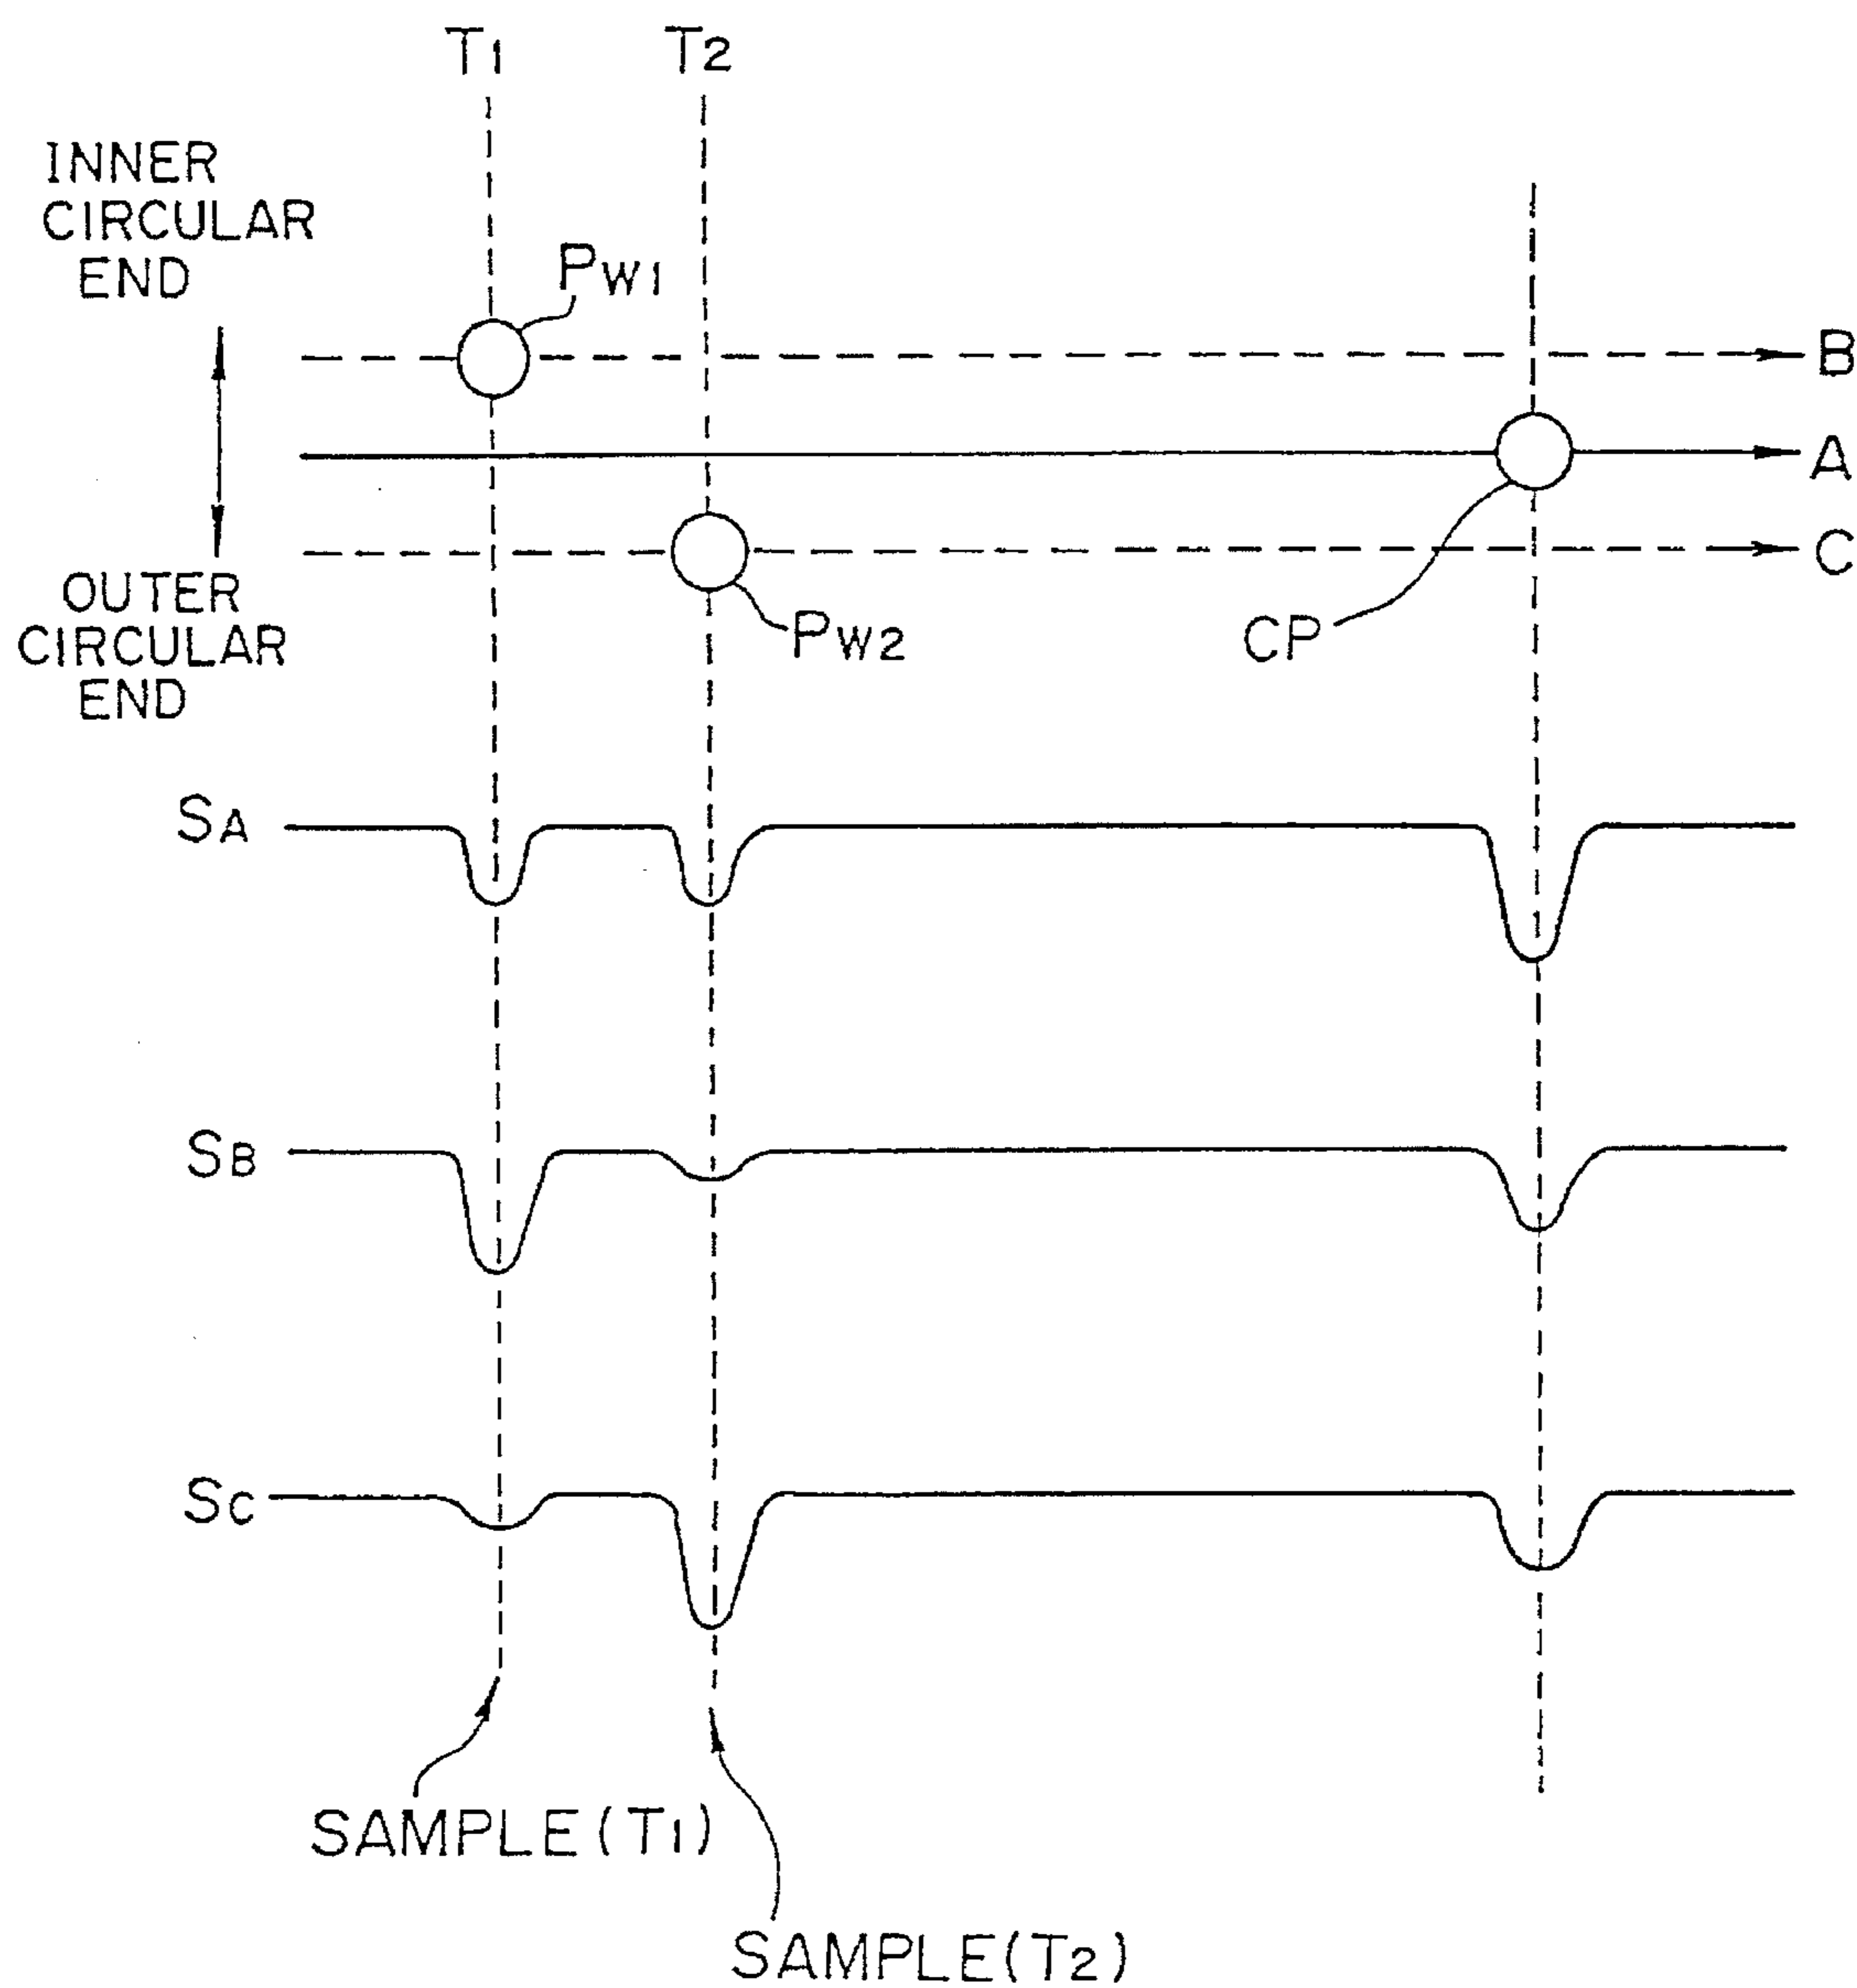 T1 T2
INNER
CIRCULAR
END
PW1
B
A
C
OUTER
CIRCULAR
END
PW2
CP
SA
SB
SC
SAMPLE(T1)
SAMPLE(T2)